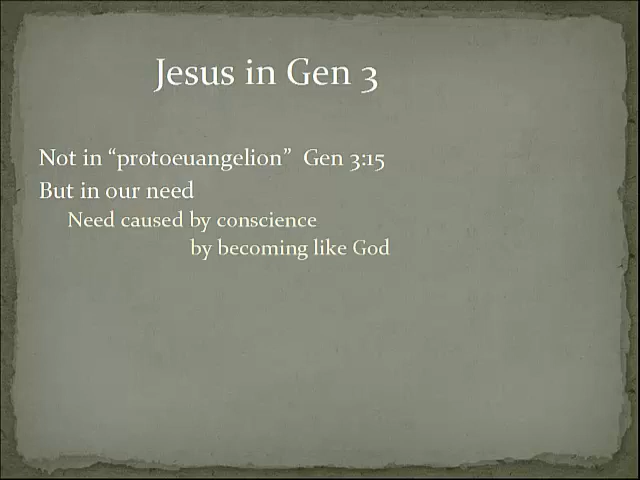 Jesus in Gen 3
Not in “protoeuangelion” Gen 3:15
But in our need
Need caused by conscience
by becoming like God